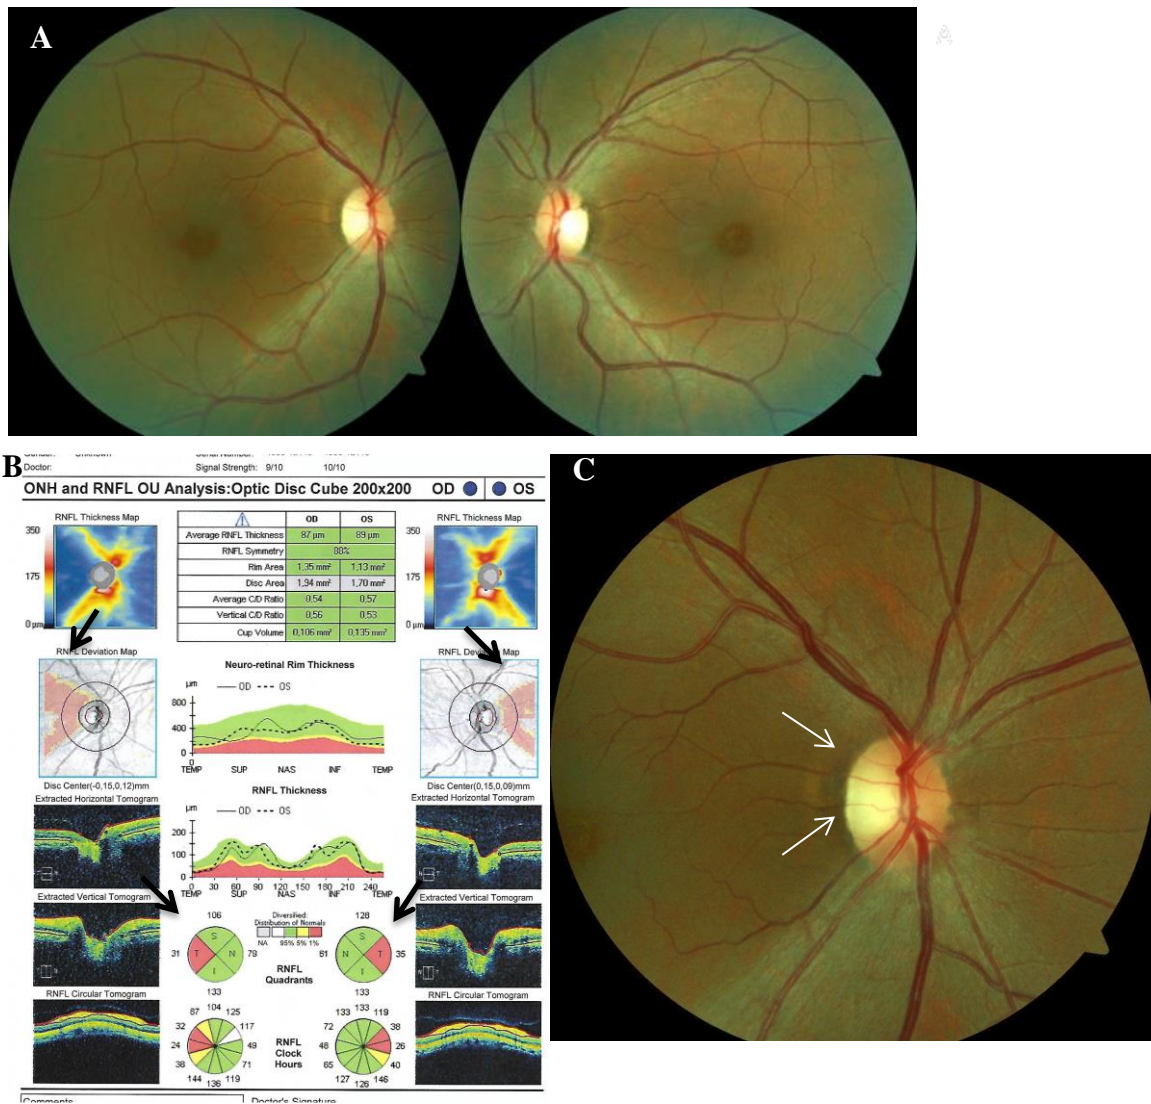 A
B
Doctor:
Signal Strength: 9/10 10/10
ONH and RNFL OU Analysis:Optic Disc Cube 200x200 OD OS
RNFL Thickness Map
350
175
0 µm
OD OS
Average RNFL Thickness 87 µm 89 µm
RNFL Symmetry 88%
Rim Area 1,35 mm² 1,13 mm²
Disc Area 1,94 mm² 1,70 mm²
Average C/D Ratio 0,54 0,57
Vertical C/D Ratio 0,56 0,53
Cup Volume 0,106 mm³ 0,135 mm³
RNFL Thickness Map
350
175
0 µm
RNFL Deviation Map
Neuro-retinal Rim Thickness
µm
OD OS
800
400
0
0
TEMP SUP NAS INF TEMP
RNFL Deviation Map
Disc Center(-0,15,0,12)mm
Extracted Horizontal Tomogram
RNFL Thickness
µm
OD OS
200
100
0
0 30 60 90 120 150 180 210 240
TEMP SUP NAS INF TEMP
Disc Center(0,15,0,09)mm
Extracted Horizontal Tomogram
Extracted Vertical Tomogram
Extracted Vertical Tomogram
Diversified:
Distribution of Normals
NA 95% 5% 1%
106
31 S T N I 79
133
RNFL
Quadrants
128
61 S N T I 35
133
RNFL Circular Tomogram
RNFL Circular Tomogram
104 125 117 49 71 119 136 144 38 24 32 87
RNFL
Clock
Hours
133 119 38 26 40 146 126 127 65 48 72 133
Comments
Doctor's Signature
C